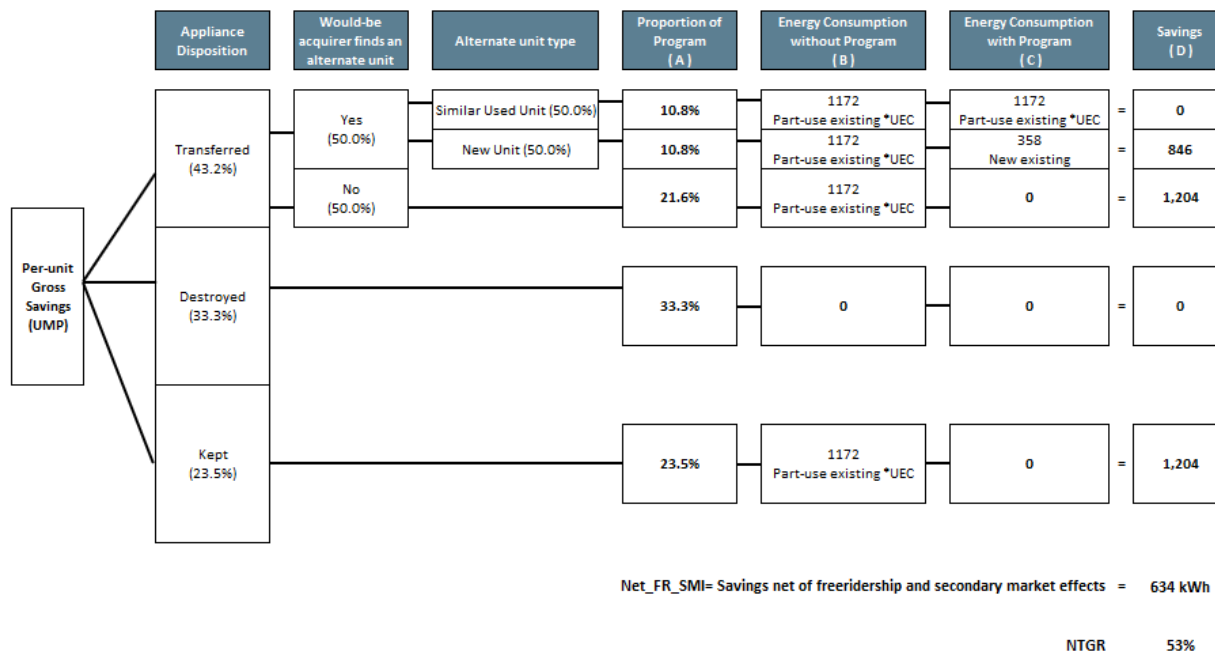 Appliance
Disposition
Would-be
acquirer finds an
alternate unit
Alternate unit type
Proportion of
Program
( A )
Energy Consumption
without Program
( B )
Energy Consumption
with Program
( C )
Savings
( D )
Per-unit
Gross
Savings
(UMP)
Transferred
(43.2%)
Yes
(50.0%)
Similar Used Unit (50.0%)
10.8%
1172
Part-use existing *UEC
1172
Part-use existing *UEC
=
0
New Unit (50.0%)
10.8%
1172
Part-use existing *UEC
358
New existing
=
846
No
(50.0%)
21.6%
1172
Part-use existing *UEC
0
=
1,204
Destroyed
(33.3%)
33.3%
0
0
=
0
Kept
(23.5%)
23.5%
1172
Part-use existing *UEC
0
=
1,204
Net_FR_SMI= Savings net of freeridership and secondary market effects = 634 kWh
NTGR 53%